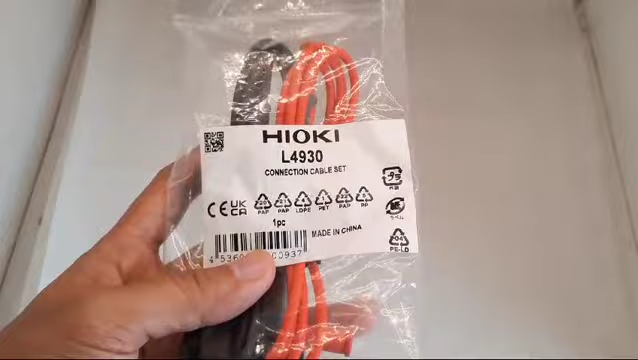 HIOKI
L4930
CONNECTION CABLE SET
CE UK CA
PAP PAP LDPE PET PAP PP
1pc
MADE IN CHINA
PE-LD